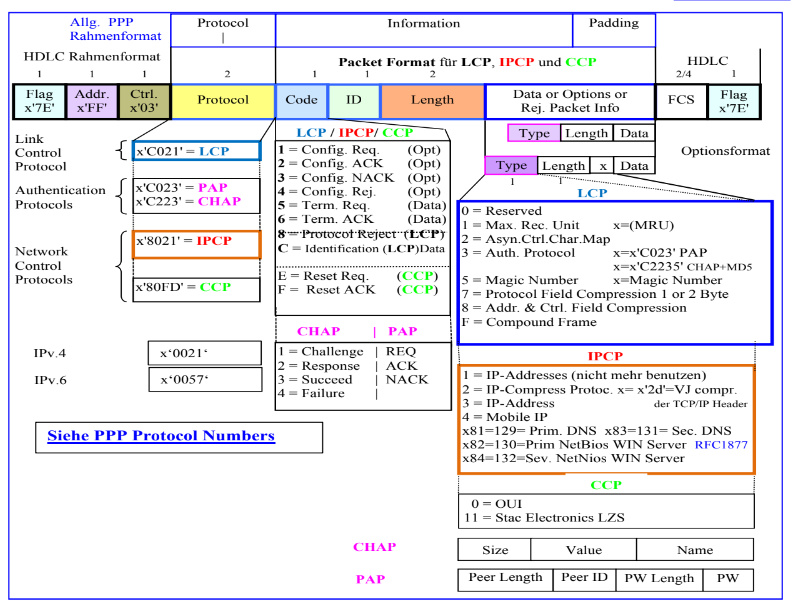 Allg. PPP Rahmenformat
Protocol
|
Information
Padding
HDLC Rahmenformat
Packet Format für LCP, IPCP und CCP
HDLC
1 1 1 2 1 1 2 2/4 1
Flag x'7E'
Addr. x'FF'
Ctrl. x'03'
Protocol
Code
ID
Length
Data or Options or Rej. Packet Info
FCS
Flag x'7E'
Type Length Data
Optionsformat
Type Length x Data
1 1
Link Control Protocol
x'C021' = LCP
Authentication Protocols
x'C023' = PAP
x'C223' = CHAP
Network Control Protocols
x'8021' = IPCP
x'80FD' = CCP
IPv.4
x‘0021‘
IPv.6
x‘0057‘
Siehe PPP Protocol Numbers
LCP / IPCP/ CCP
1 = Config. Req. (Opt)
2 = Config. ACK (Opt)
3 = Config. NACK (Opt)
4 = Config. Rej. (Opt)
5 = Term. Req. (Data)
6 = Term. ACK (Data)
8 = Protocol Reject (LCP)
C = Identification (LCP)Data
E = Reset Req. (CCP)
F = Reset ACK (CCP)
CHAP | PAP
1 = Challenge | REQ
2 = Response | ACK
3 = Succeed | NACK
4 = Failure |
LCP
0 = Reserved
1 = Max. Rec. Unit x=(MRU)
2 = Asyn.Ctrl.Char.Map
3 = Auth. Protocol x=x'C023' PAP
x=x'C2235' CHAP+MD5
5 = Magic Number x=Magic Number
7 = Protocol Field Compression 1 or 2 Byte
8 = Addr. & Ctrl. Field Compression
F = Compound Frame
IPCP
1 = IP-Addresses (nicht mehr benutzen)
2 = IP-Compress Protoc. x= x'2d'=VJ compr.
3 = IP-Address der TCP/IP Header
4 = Mobile IP
x81=129= Prim. DNS x83=131= Sec. DNS
x82=130=Prim NetBios WIN Server RFC1877
x84=132=Sev. NetNios WIN Server
CCP
0 = OUI
11 = Stac Electronics LZS
CHAP
Size Value Name
PAP
Peer Length Peer ID PW Length PW